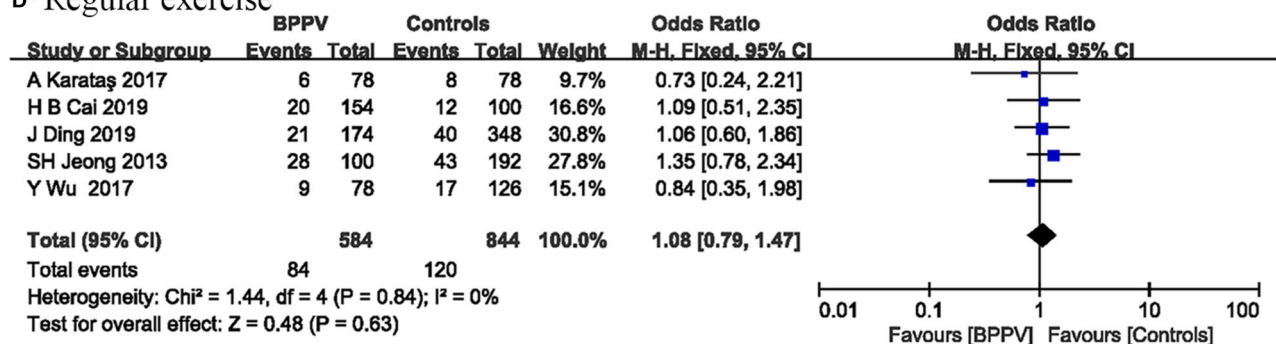 Regular exercise
BPPV Controls Odds Ratio Odds Ratio
Study or Subgroup Events Total Events Total Weight M-H, Fixed, 95% CI M-H, Fixed, 95% CI
A Karataş 2017 6 78 8 78 9.7% 0.73 [0.24, 2.21]
H B Cai 2019 20 154 12 100 16.6% 1.09 [0.51, 2.35]
J Ding 2019 21 174 40 348 30.8% 1.06 [0.60, 1.86]
SH Jeong 2013 28 100 43 192 27.8% 1.35 [0.78, 2.34]
Y Wu 2017 9 78 17 126 15.1% 0.84 [0.35, 1.98]
Total (95% CI) 584 844 100.0% 1.08 [0.79, 1.47]
Total events 84 120
Heterogeneity: Chi² = 1.44, df = 4 (P = 0.84); I² = 0%
Test for overall effect: Z = 0.48 (P = 0.63)
0.01 0.1 1 10 100
Favours [BPPV] Favours [Controls]